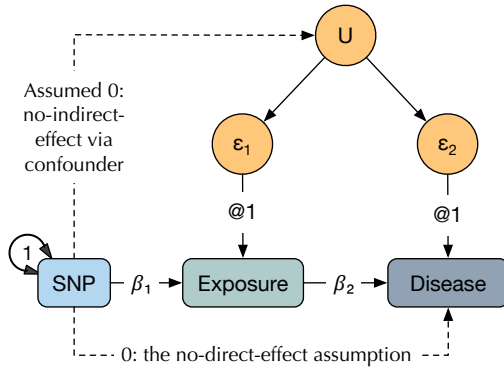 U
Assumed 0:
no-indirect-
effect via
confounder
ε₁
ε₂
@1
@1
1
SNP
β₁
Exposure
β₂
Disease
0: the no-direct-effect assumption